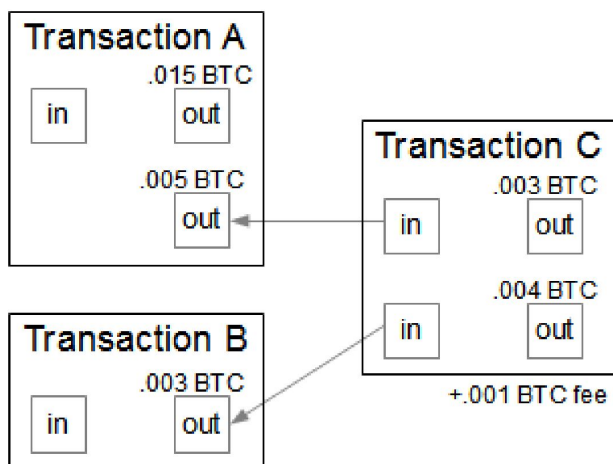 Transaction A
.015 BTC
in
out
.005 BTC
out
Transaction B
.003 BTC
in
out
Transaction C
.003 BTC
in
out
.004 BTC
in
out
+.001 BTC fee